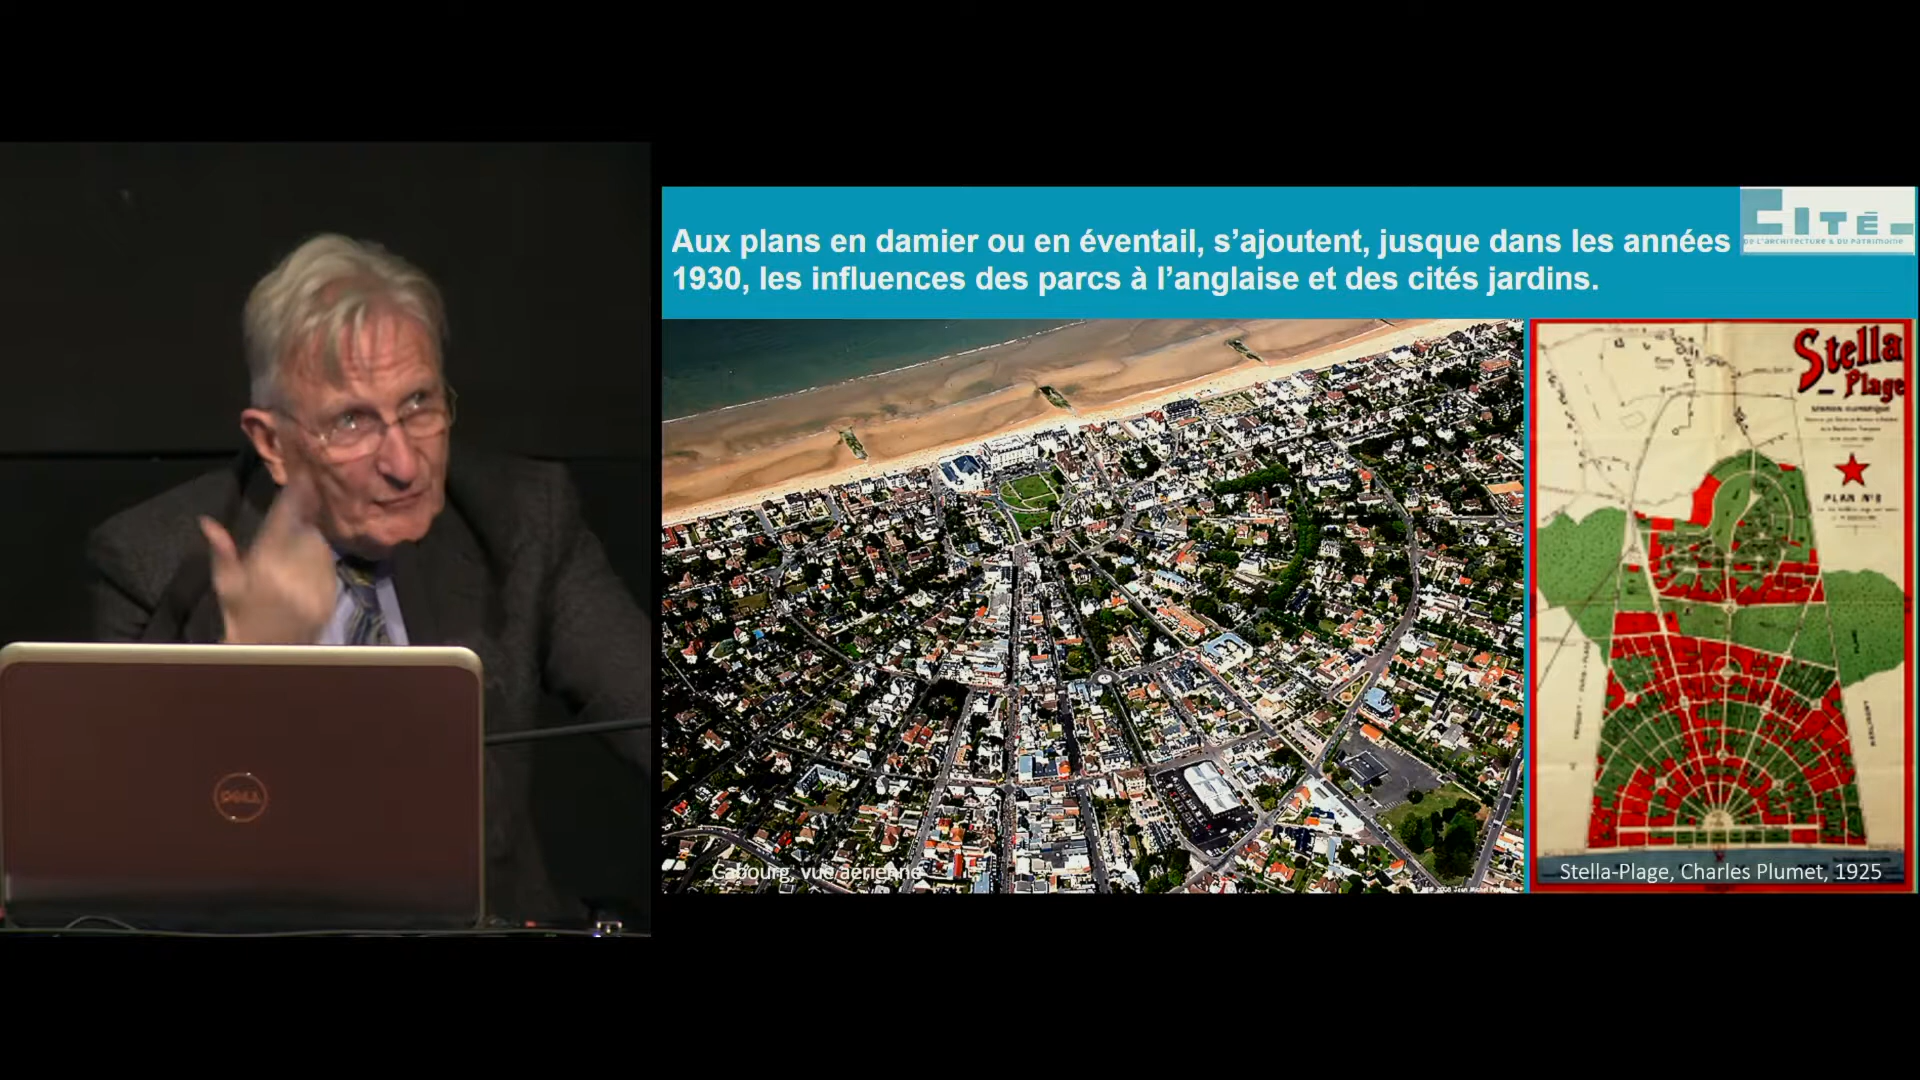 Aux plans en damier ou en éventail, s’ajoutent, jusque dans les années
1930, les influences des parcs à l’anglaise et des cités jardins.
CITÉ
DE L'ARCHITECTURE & DU PATRIMOINE
Stella
Plage
PLAN N°
Cabourg, vue aérienne
Stella-Plage, Charles Plumet, 1925
DELL